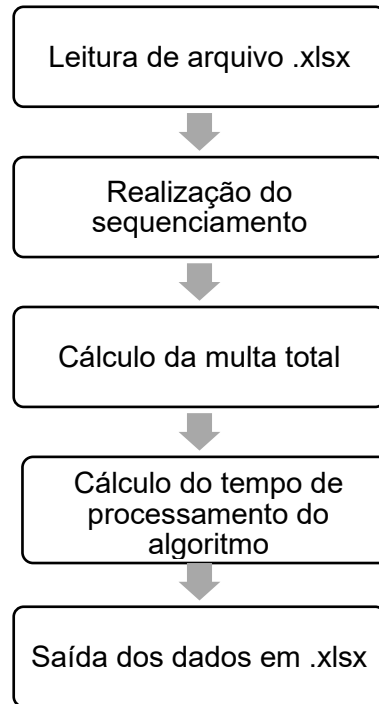 Leitura de arquivo .xlsx
Realização do
sequenciamento
Cálculo da multa total
Cálculo do tempo de
processamento do
algoritmo
Saída dos dados em .xlsx